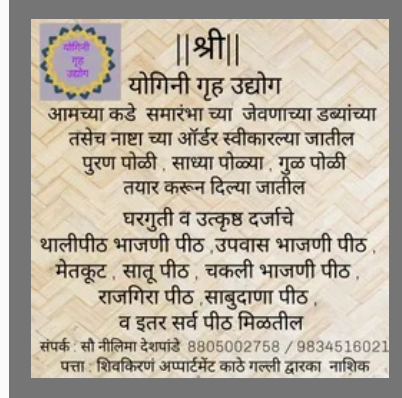 योगिनी
गृह
उद्योग
||श्री||
योगिनी गृह उद्योग
आमच्या कडे समारंभा च्या जेवणाच्या डब्यांच्या
तसेच नाष्टा च्या ऑर्डर स्वीकारल्या जातील
पुरण पोळी , साध्या पोळ्या , गुळ पोळी
तयार करून दिल्या जातील
घरगुती व उत्कृष्ठ दर्जाचे
थालीपीठ भाजणी पीठ ,उपवास भाजणी पीठ ,
मेतकूट , सातू पीठ , चकली भाजणी पीठ ,
राजगिरा पीठ ,साबुदाणा पीठ ,
व इतर सर्व पीठ मिळतील
संपर्क : सौ नीलिमा देशपांडे 8805002758 / 9834516021
पत्ता : शिवकिरणं अप्पार्टमेंट काठे गल्ली द्वारका नाशिक